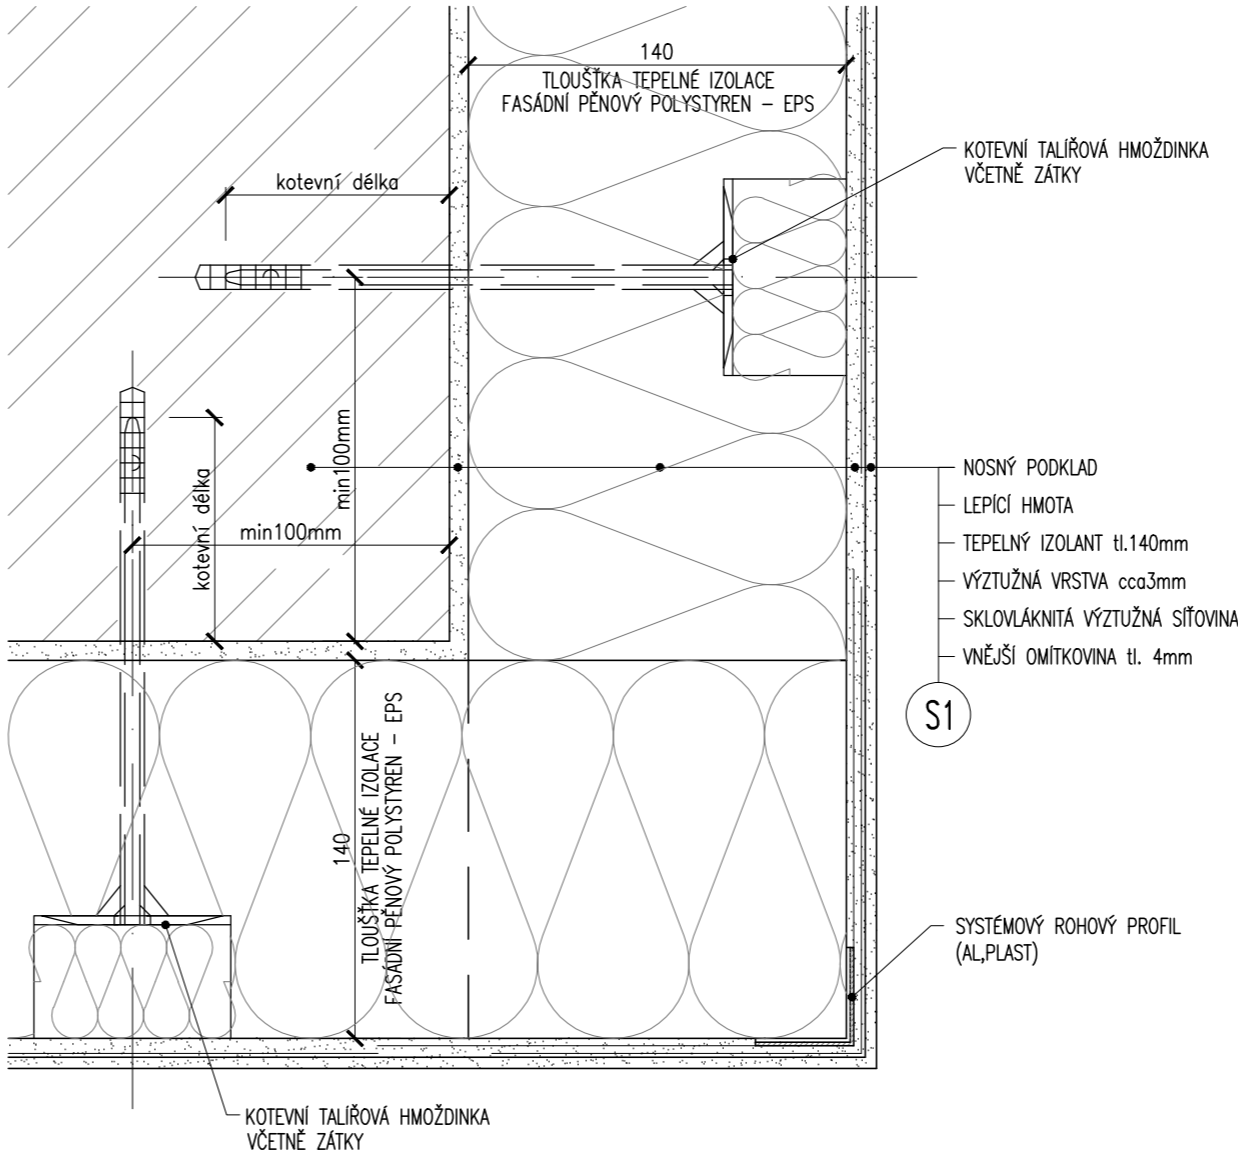 140
TLOUŠŤKA TEPELNÉ IZOLACE
FASÁDNÍ PĚNOVÝ POLYSTYREN – EPS
KOTEVNÍ TALÍŘOVÁ HMOŽDINKA
VČETNĚ ZÁTKY
kotevní délka
min100mm
kotevní délka
min100mm
NOSNÝ PODKLAD
LEPÍCÍ HMOTA
TEPELNÝ IZOLANT tl.140mm
VÝZTUŽNÁ VRSTVA cca3mm
SKLOVLÁKNITÁ VÝZTUŽNÁ SÍŤOVINA
VNĚJŠÍ OMÍTKOVINA tl. 4mm
S1
140
TLOUŠŤKA TEPELNÉ IZOLACE
FASÁDNÍ PĚNOVÝ POLYSTYREN – EPS
SYSTÉMOVÝ ROHOVÝ PROFIL
(AL,PLAST)
KOTEVNÍ TALÍŘOVÁ HMOŽDINKA
VČETNĚ ZÁTKY